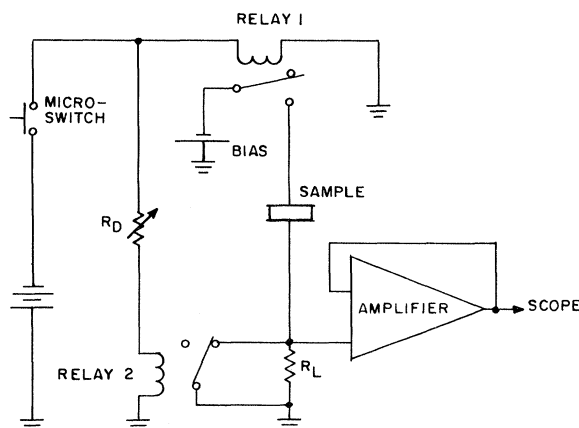 RELAY 1
MICRO-
SWITCH
BIAS
SAMPLE
RD
AMPLIFIER
SCOPE
RELAY 2
RL